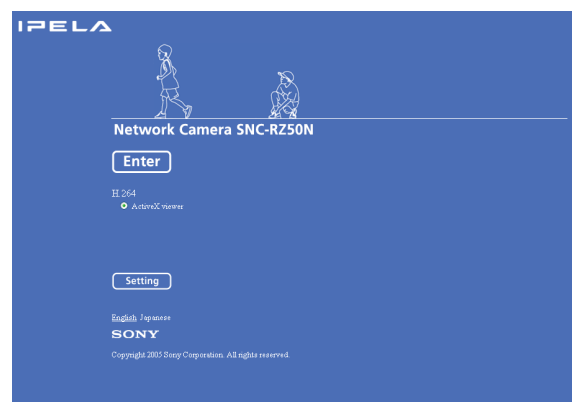 IPELA
Network Camera SNC-RZ50N
Enter
H.264
ActiveX viewer
Setting
English Japanese
SONY
Copyright 2005 Sony Corporation. All rights reserved.